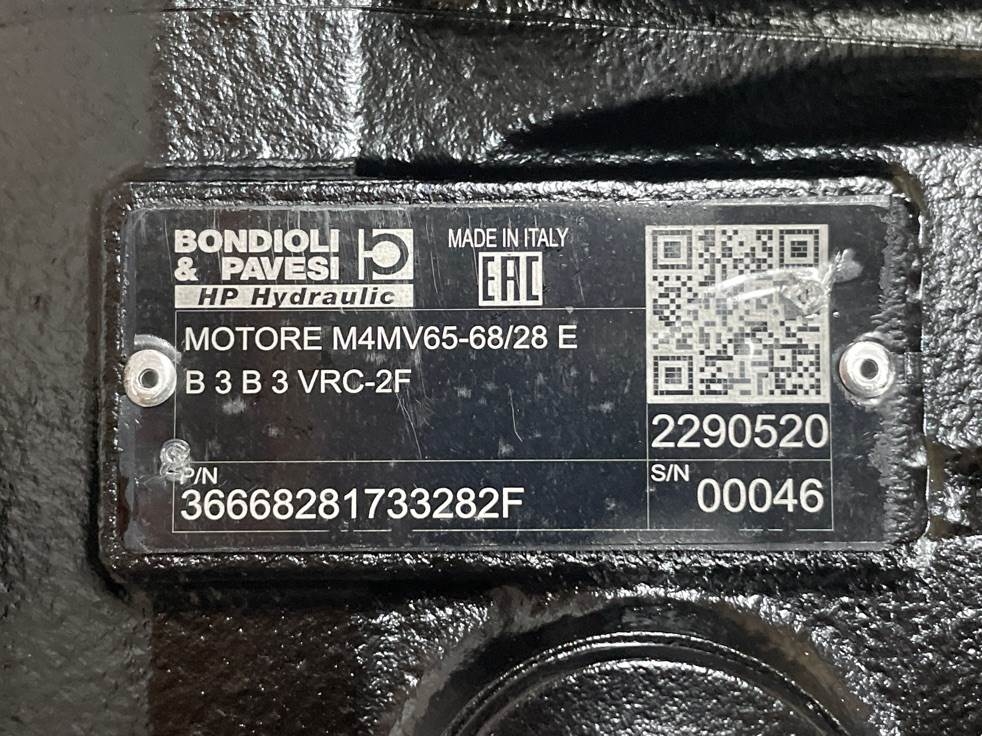 BONDIOLI
& PAVESI
HP Hydraulic
MADE IN ITALY
EAC
MOTORE M4MV65-68/28 E
B 3 B 3 VRC-2F
2290520
P/N
36668281733282F
S/N
00046